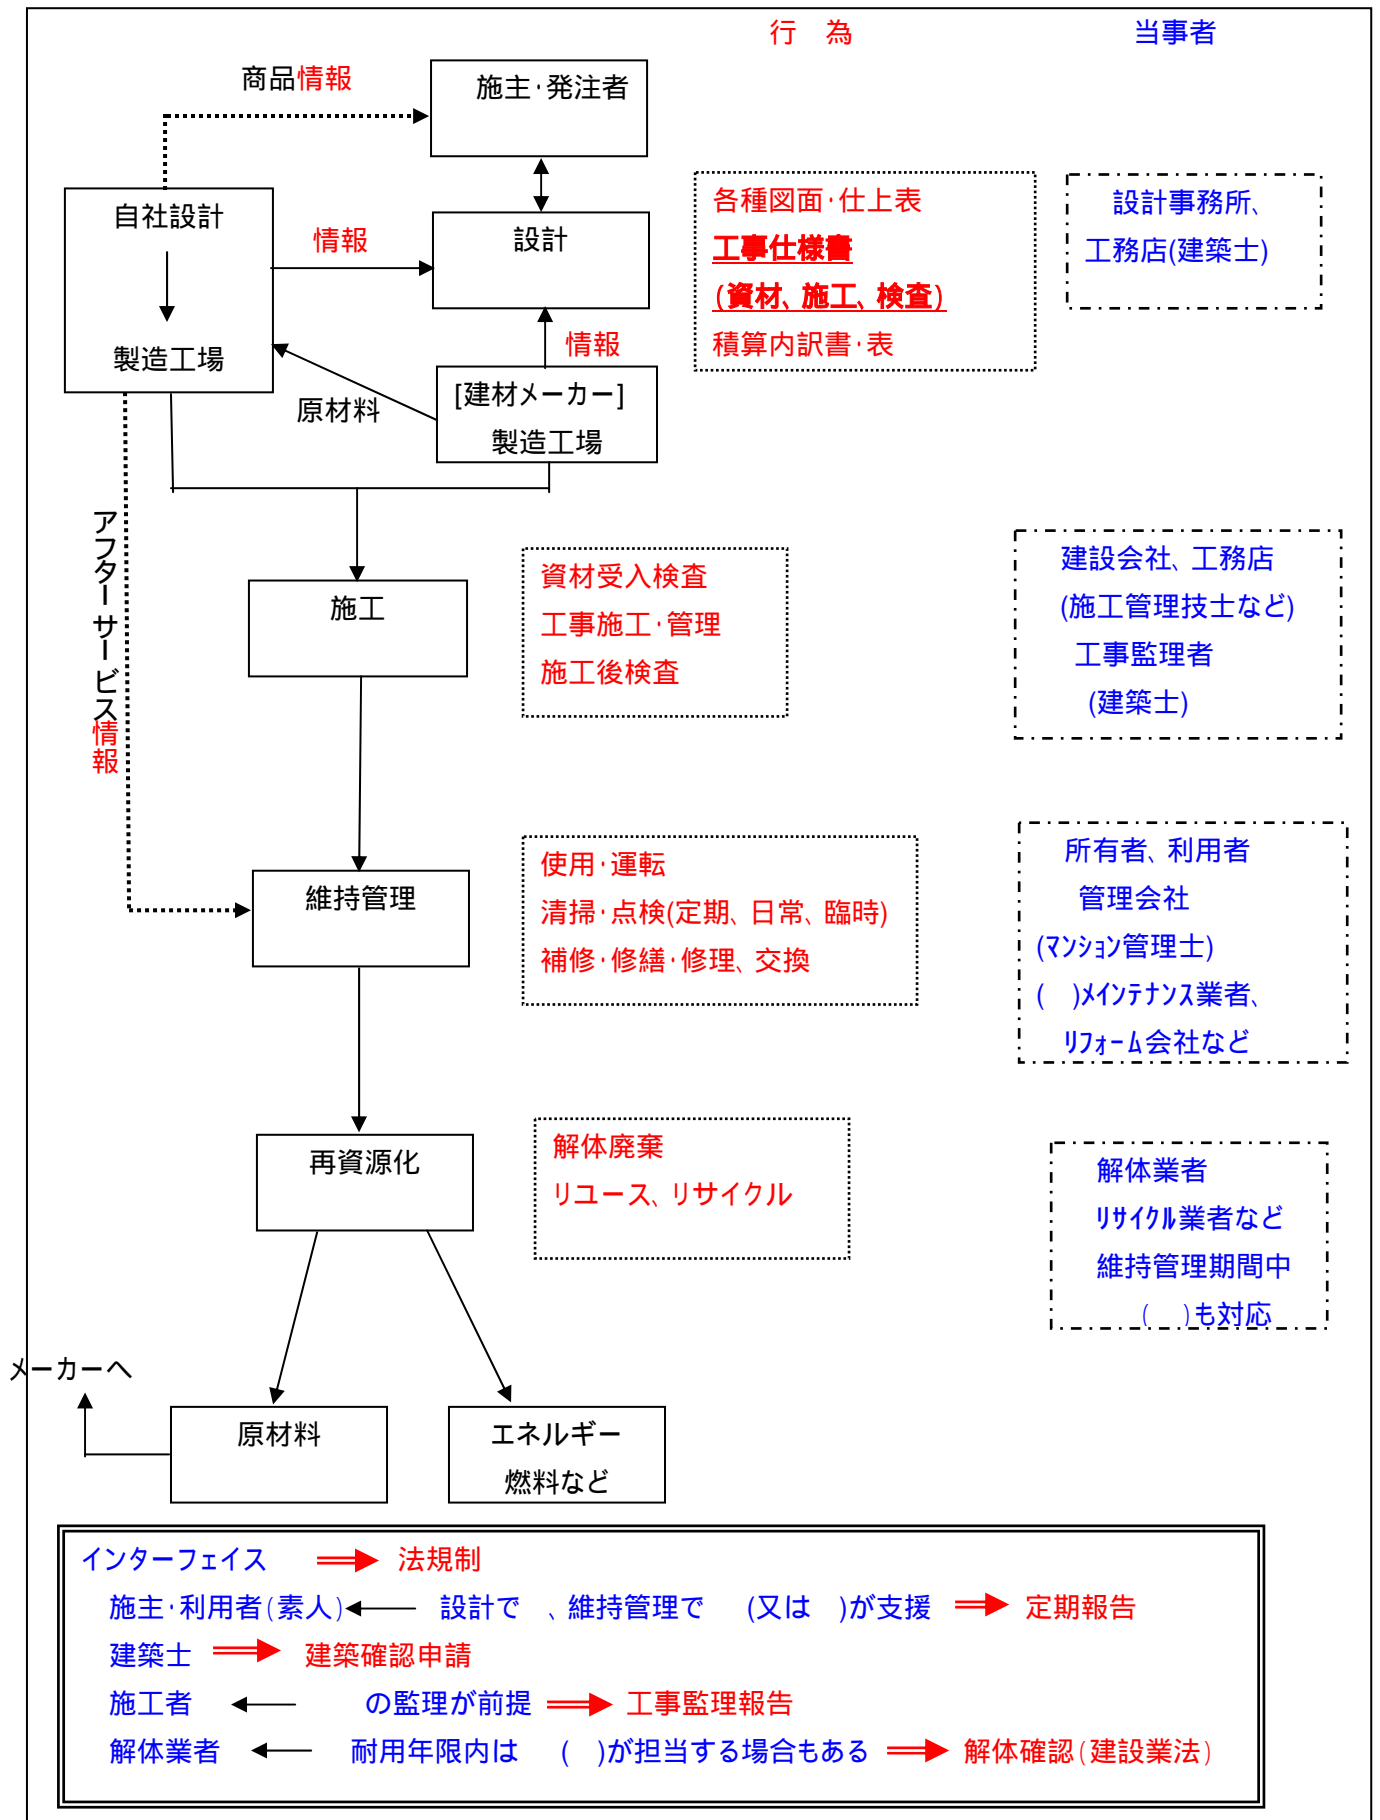 行　為　当事者
商品情報
施主・発注者
自社設計
製造工場
情報
設計
情報
[建材メーカー]
製造工場
原材料
各種図面・仕上表
工事仕様書
(資材、施工、検査)
積算内訳書・表
設計事務所、
工務店(建築士)
アフターサービス情報
施工
資材受入検査
工事施工・管理
施工後検査
建設会社、工務店
(施工管理技士など)
工事監理者
(建築士)
維持管理
使用・運転
清掃・点検(定期、日常、臨時)
補修・修繕・修理、交換
所有者、利用者
管理会社
(ﾏﾝｼｮﾝ管理士)
(　)ﾒｲﾝﾃﾅﾝｽ業者、
ﾘﾌｫｰﾑ会社など
再資源化
解体廃棄
リユース、リサイクル
解体業者
ﾘｻｲｸﾙ業者など
維持管理期間中
(　)も対応
メーカーへ
原材料
エネルギー
燃料など
インターフェイス　法規制
施主・利用者(素人)　設計で　、維持管理で　(又は　)が支援　定期報告
建築士　建築確認申請
施工者　の監理が前提　工事監理報告
解体業者　耐用年限内は　(　)が担当する場合もある　解体確認(建設業法)